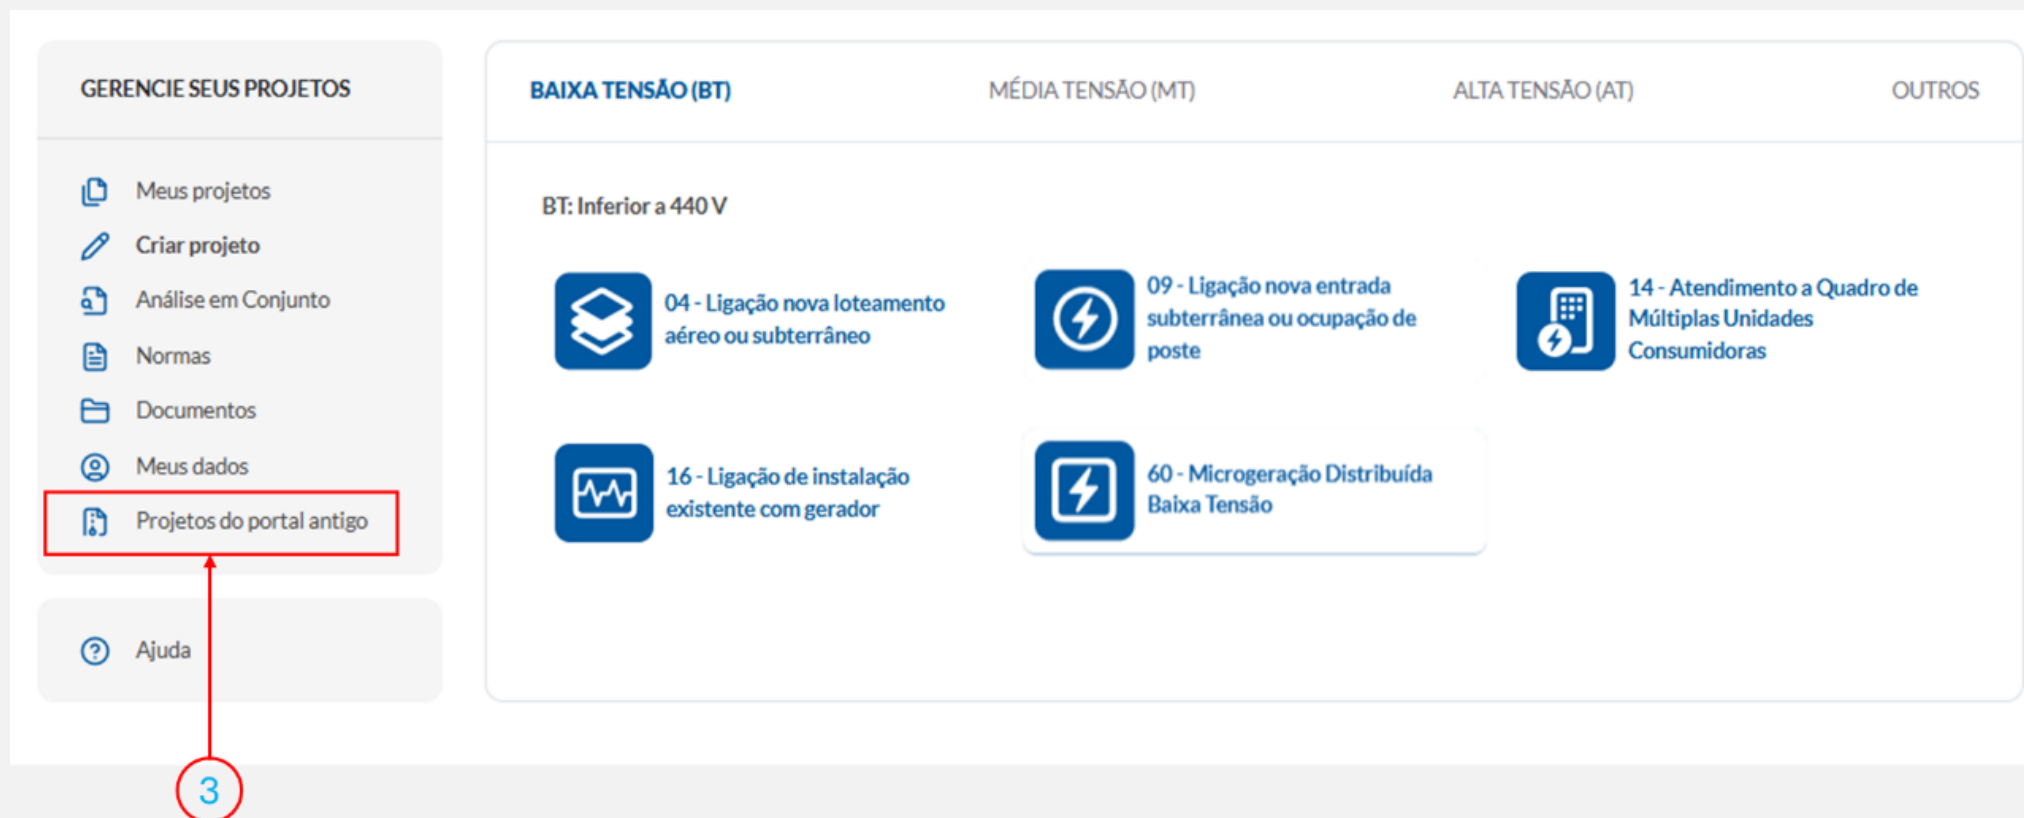 GERENCIE SEUS PROJETOS
Meus projetos
Criar projeto
Análise em Conjunto
Normas
Documentos
Meus dados
Projetos do portal antigo
Ajuda
3
BAIXA TENSÃO (BT)
MÉDIA TENSÃO (MT)
ALTA TENSÃO (AT)
OUTROS
BT: Inferior a 440 V
04 - Ligação nova loteamento
aéreo ou subterrâneo
09 - Ligação nova entrada
subterrânea ou ocupação de
poste
14 - Atendimento a Quadro de
Múltiplas Unidades
Consumidoras
16 - Ligação de instalação
existente com gerador
60 - Microgeração Distribuída
Baixa Tensão